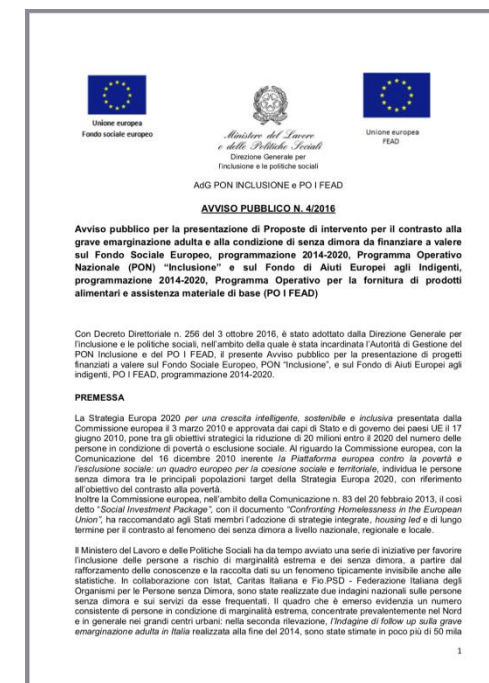 Unione europea
Fondo sociale europeo
Ministero del Lavoro
e delle Politiche Sociali
Direzione Generale per
l'inclusione e le politiche sociali
Unione europea
FEAD
AdG PON INCLUSIONE e PO I FEAD
AVVISO PUBBLICO N. 4/2016
Avviso pubblico per la presentazione di Proposte di intervento per il contrasto alla
grave emarginazione adulta e alla condizione di senza dimora da finanziare a valere
sul Fondo Sociale Europeo, programmazione 2014-2020, Programma Operativo
Nazionale (PON) "Inclusione" e sul Fondo di Aiuti Europei agli Indigenti,
programmazione 2014-2020, Programma Operativo per la fornitura di prodotti
alimentari e assistenza materiale di base (PO I FEAD)
Con Decreto Direttoriale n. 256 del 3 ottobre 2016, è stato adottato dalla Direzione Generale per
l'inclusione e le politiche sociali, nell'ambito della quale è stata incardinata l'Autorità di Gestione del
PON Inclusione e del PO I FEAD, il presente Avviso pubblico per la presentazione di progetti
finanziati a valere sul Fondo Sociale Europeo, PON "Inclusione", e sul Fondo di Aiuti Europei agli
indigenti, PO I FEAD, programmazione 2014-2020.
PREMESSA
La Strategia Europa 2020 per una crescita intelligente, sostenibile e inclusiva presentata dalla
Commissione europea il 3 marzo 2010 e approvata dai capi di Stato e di governo dei paesi UE il 17
giugno 2010, pone tra gli obiettivi strategici la riduzione di 20 milioni entro il 2020 del numero delle
persone in condizione di povertà o esclusione sociale. Al riguardo la Commissione europea, con la
Comunicazione del 16 dicembre 2010 inerente la Piattaforma europea contro la povertà e
l'esclusione sociale: un quadro europeo per la coesione sociale e territoriale, individua le persone
senza dimora tra le principali popolazioni target della Strategia Europa 2020, con riferimento
all'obiettivo del contrasto alla povertà.
Inoltre la Commissione europea, nell'ambito della Comunicazione n. 83 del 20 febbraio 2013, il così
detto "Social Investment Package", con il documento "Confronting Homelessness in the European
Union", ha raccomandato agli Stati membri l'adozione di strategie integrate, housing led e di lungo
termine per il contrasto al fenomeno dei senza dimora a livello nazionale, regionale e locale.
Il Ministero del Lavoro e delle Politiche Sociali ha da tempo avviato una serie di iniziative per favorire
l'inclusione delle persone a rischio di marginalità estrema e dei senza dimora, a partire dal
rafforzamento delle conoscenze e la raccolta dati su un fenomeno tipicamente invisibile anche alle
statistiche. In collaborazione con Istat, Caritas Italiana e Fio.PSD - Federazione Italiana degli
Organismi per le Persone senza Dimora, sono state realizzate due indagini nazionali sulle persone
senza dimora e sui servizi da esse frequentati. Il quadro che è emerso evidenzia un numero
consistente di persone in condizione di marginalità estrema, concentrate prevalentemente nel Nord
e in generale nei grandi centri urbani: nella seconda rilevazione, l'Indagine di follow up sulla grave
emarginazione adulta in Italia realizzata alla fine del 2014, sono state stimate in poco più di 50 mila
1